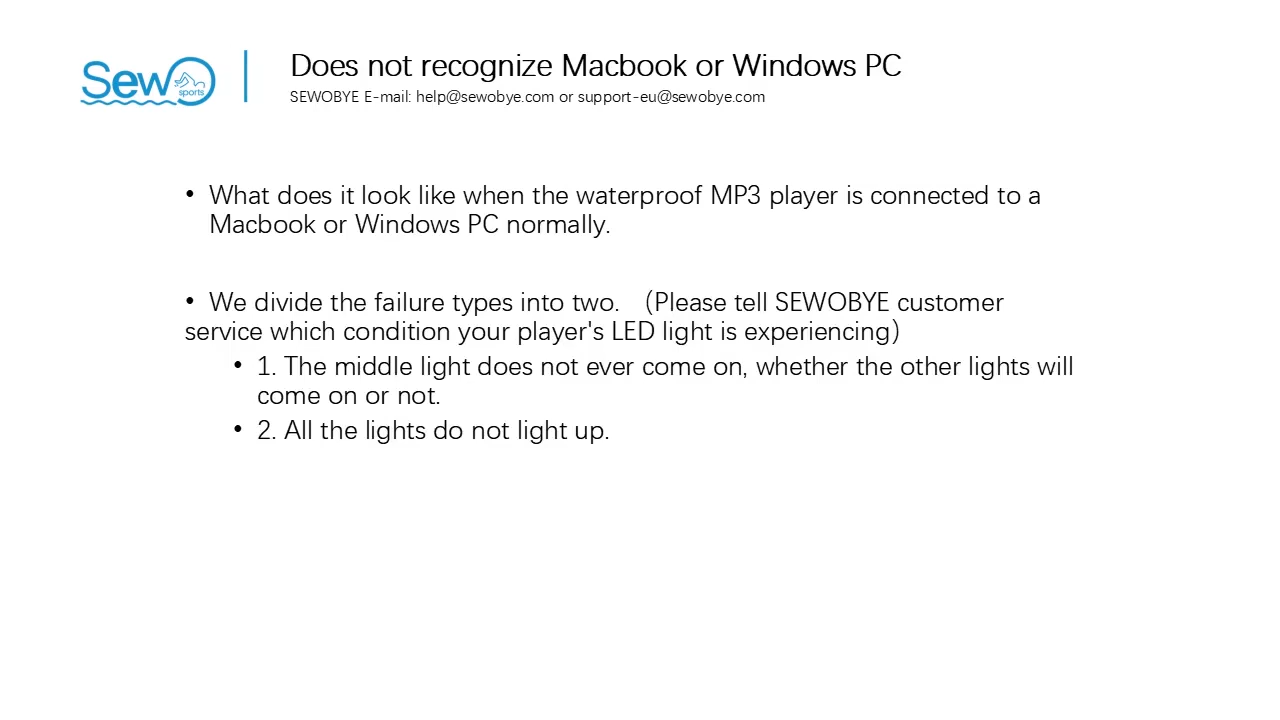 Sewo
sports
Does not recognize Macbook or Windows PC
SEWOBYE E-mail: help@sewobye.com or support-eu@sewobye.com
• What does it look like when the waterproof MP3 player is connected to a
Macbook or Windows PC normally.
• We divide the failure types into two. （Please tell SEWOBYE customer
service which condition your player's LED light is experiencing）
• 1. The middle light does not ever come on, whether the other lights will
come on or not.
• 2. All the lights do not light up.